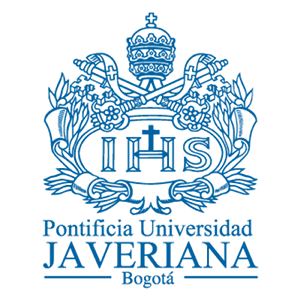 IHS
Pontificia Universidad
JAVERIANA
Bogotá